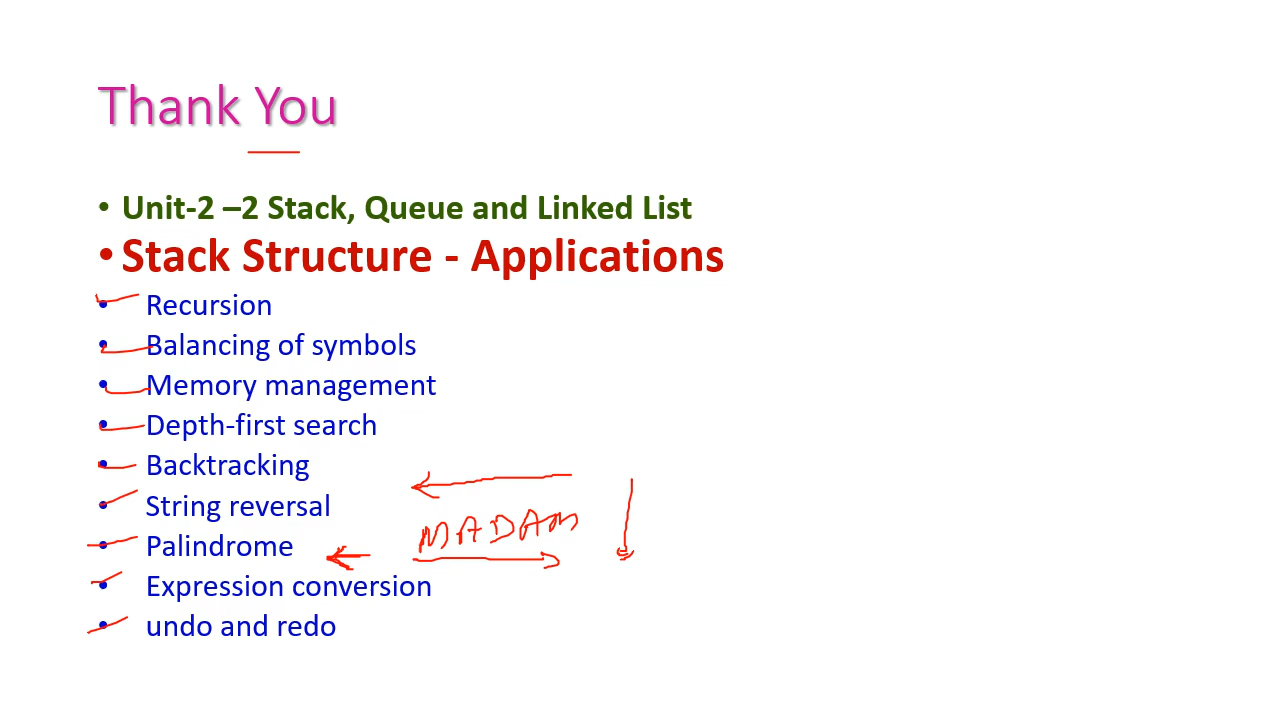 Thank You
• Unit-2 –2 Stack, Queue and Linked List
• Stack Structure - Applications
• Recursion
• Balancing of symbols
• Memory management
• Depth-first search
• Backtracking
• String reversal
MADAM
• Palindrome
• Expression conversion
• undo and redo